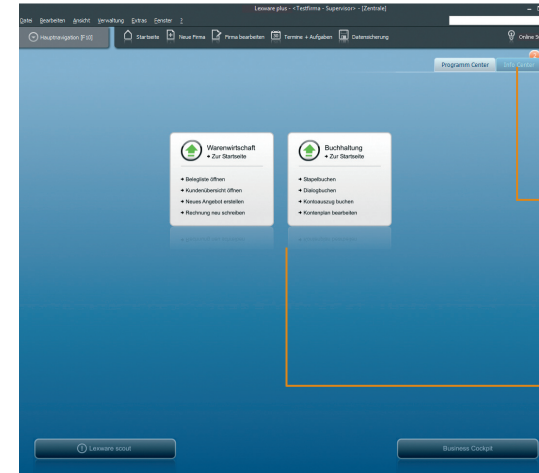 Lexware plus - <Testfirma - Supervisor> - [Zentrale]
Datei Bearbeiten Ansicht Verwaltung Extras Fenster ?
Hauptnavigation [F10] Startseite Neue Firma Firma bearbeiten Termine + Aufgaben Datensicherung Online
2
Programm Center Info Center
Warenwirtschaft
Zur Startseite
Belegliste öffnen
Kundenübersicht öffnen
Neues Angebot erstellen
Rechnung neu schreiben
Buchhaltung
Zur Startseite
Stapelbuchen
Dialogbuchen
Kontoauszug buchen
Kontenplan bearbeiten
Lexware scout
Business Cockpit